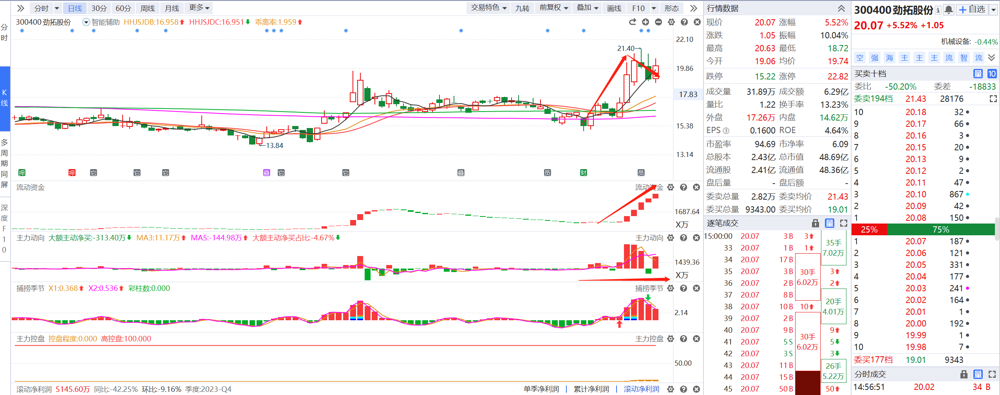 分时 日线 30分 60分 周线 月线 更多 交易特色 九转 前复权 叠加 画线 F10 形态
分时
K线
多周期同屏
深度F10
300400 劲拓股份 智能辅助 HHJSJDB:16.958 HHJSJDC:16.951 乖离率:1.959
22.10
21.40→
19.86
17.83
15.38
←13.84
13.14
押 押 它 它 它 叠 它 它 叠 员 财 员
流动资金 流动资金
1687.64
X万
主力动向 大额主动净买:-313.40万 MA3:11.17万 MA5:-144.98万 大额主动净买占比:-4.67% 主力动向
1439.36
X万
捕捞季节 X1:0.368 X2:0.536 彩柱数:0.000 捕捞季节
2.14
主力控盘 控盘程度:0.000 高控盘:100.000 主力控盘
50.00
滚动净利润 5145.60万 同比:-42.25% 环比:-9.16% 季度:2023-Q4 单季净利润 累计净利润 滚动净利润
行情数据
现价 20.07 涨幅 5.52%
涨跌 1.05 振幅 10.04%
最高 20.63 最低 18.72
今开 19.06 均价 19.74
跌停 15.22 涨停 22.82
成交量 31.89万 成交额 6.29亿
量比 1.22 换手率 13.23%
外盘 17.26万 内盘 14.62万
EPS ③ 0.1600 ROE 4.64%
市盈率 94.69 市净率 6.09
总股本 2.43亿 总市值 48.69亿
流通股 2.41亿 流通值 48.36亿
盘后量 - 盘后额 -
委卖总量 2.82万 委卖均价 21.43
委买总量 9343.00 委买均价 19.01
逐笔成交 量
15:00:00 20.07 3 B 3
33 20.07 1 B 1
34 20.07 17 B
35 20.07 3 B 3
36 20.07 2 B 2
37 20.07 8 B
38 20.07 10 B 10
39 20.07 2 B
40 20.07 9 B 9
41 20.07 5 S 5
42 20.07 3 S 3
43 20.07 11 B
44 20.07 15 B
45 20.07 50 B 50
35手
7.02万
30手
6.02万
20手
4.01万
30手
6.02万
26手
5.22万
300400 劲拓股份 i 自选
20.07 +5.52% +1.05
机械设备: -0.44%
空 强 海 主 主 主 流 智 流
买卖十档 量 10
委比 -50.20% 委差 -18833
委卖194档 21.43 28176
10 20.18 32
9 20.17 66
8 20.16 3
7 20.15 20
6 20.13 9
5 20.12 2
4 20.11 47
3 20.10 867
2 20.09 42
1 20.08 150
25% 75%
1 20.07 187
2 20.06 121
3 20.05 331
4 20.04 177
5 20.03 241
6 20.02 164
7 20.01 1
8 20.00 192
9 19.99 1
10 19.98 7
委买177档 19.01 9343
分时成交 量
14:56:51 20.02 34 B